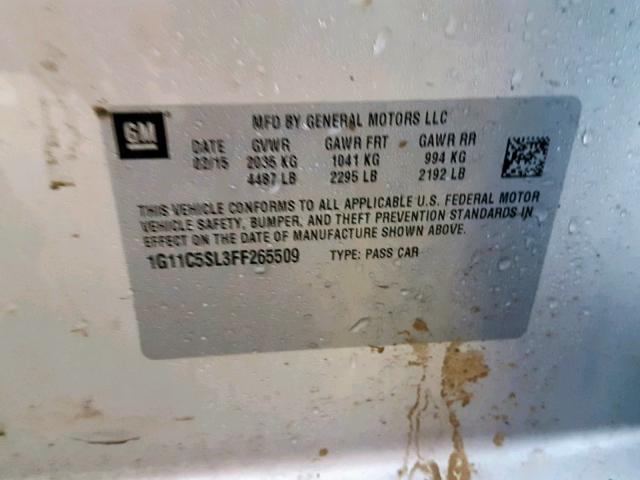 GM
MFD BY GENERAL MOTORS LLC
DATE GVWR GAWR FRT GAWR RR
02/15 2035 KG 1041 KG 994 KG
4487 LB 2295 LB 2192 LB
THIS VEHICLE CONFORMS TO ALL APPLICABLE U.S. FEDERAL MOTOR
VEHICLE SAFETY, BUMPER, AND THEFT PREVENTION STANDARDS IN
EFFECT ON THE DATE OF MANUFACTURE SHOWN ABOVE.
1G11C5SL3FF265509 TYPE: PASS CAR